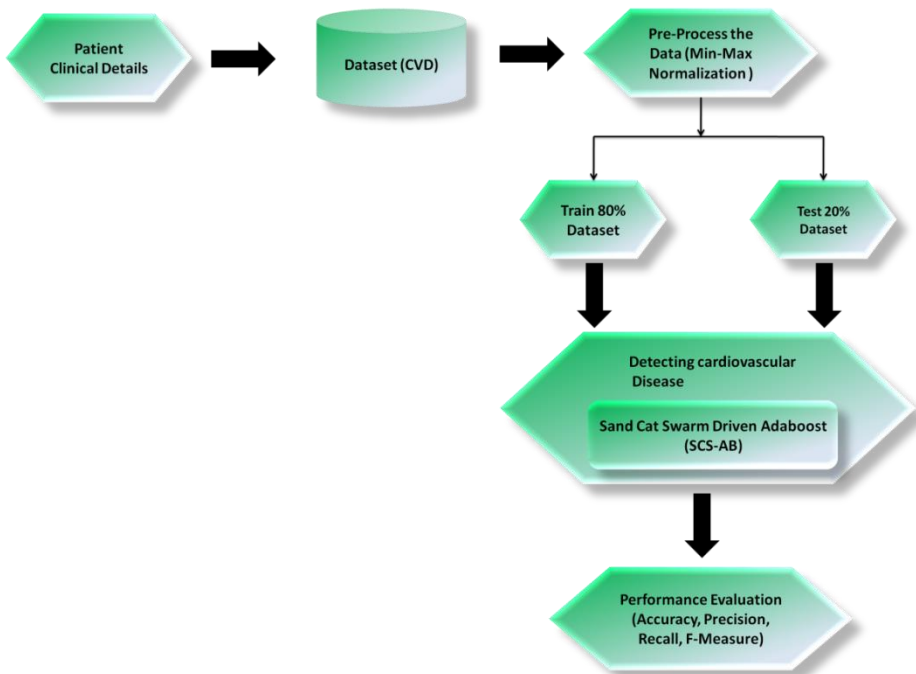 Patient
Clinical Details
Dataset (CVD)
Pre-Process the
Data (Min-Max
Normalization )
Train 80%
Dataset
Test 20%
Dataset
Detecting cardiovascular
Disease
Sand Cat Swarm Driven Adaboost
(SCS-AB)
Performance Evaluation
(Accuracy, Precision,
Recall, F-Measure)